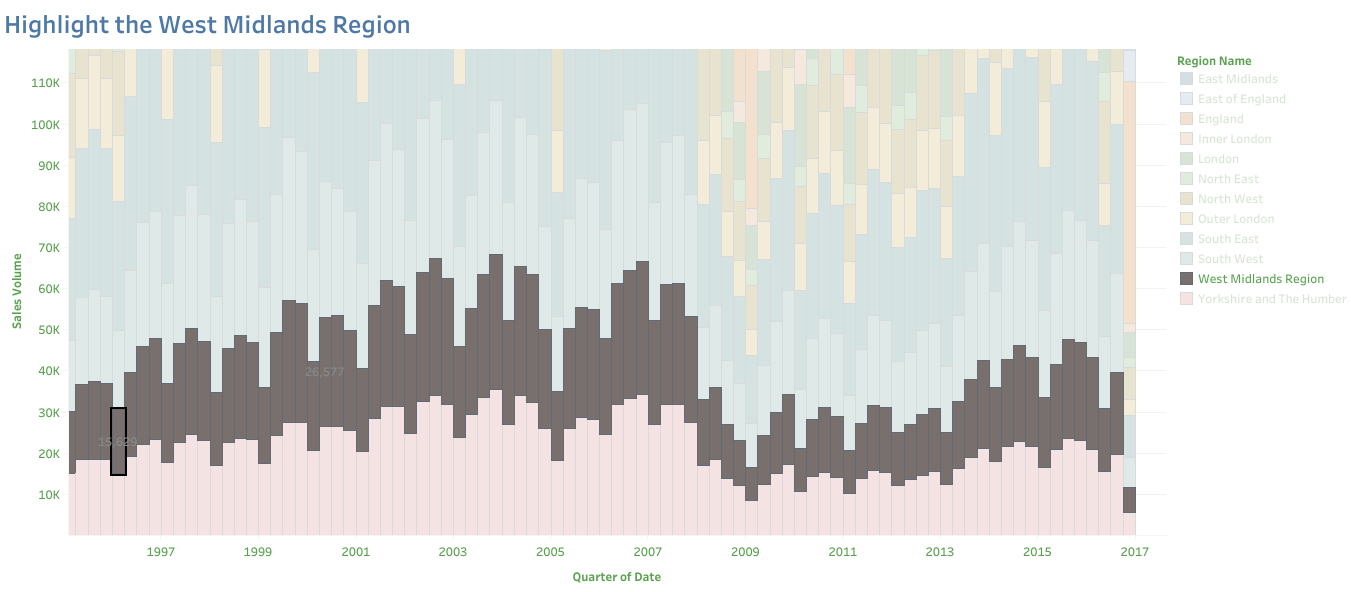 Highlight the West Midlands Region
Region Name
East Midlands
East of England
England
Inner London
London
North East
North West
Outer London
South East
South West
West Midlands Region
Yorkshire and The Humber
Sales Volume
110K
100K
90K
80K
70K
60K
50K
40K
30K
20K
10K
26,577
15,629
1997
1999
2001
2003
2005
2007
2009
2011
2013
2015
2017
Quarter of Date